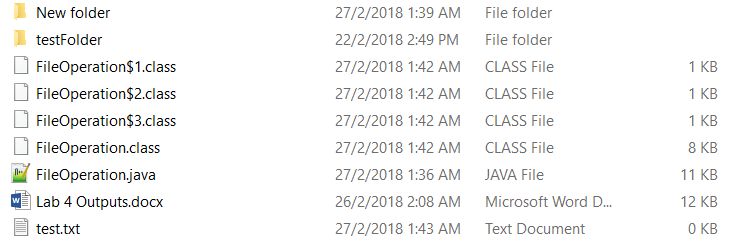 New folder 27/2/2018 1:39 AM File folder
testFolder 22/2/2018 2:49 PM File folder
FileOperation$1.class 27/2/2018 1:42 AM CLASS File 1 KB
FileOperation$2.class 27/2/2018 1:42 AM CLASS File 1 KB
FileOperation$3.class 27/2/2018 1:42 AM CLASS File 1 KB
FileOperation.class 27/2/2018 1:42 AM CLASS File 8 KB
FileOperation.java 27/2/2018 1:36 AM JAVA File 11 KB
Lab 4 Outputs.docx 26/2/2018 2:08 AM Microsoft Word D... 12 KB
test.txt 27/2/2018 1:43 AM Text Document 0 KB